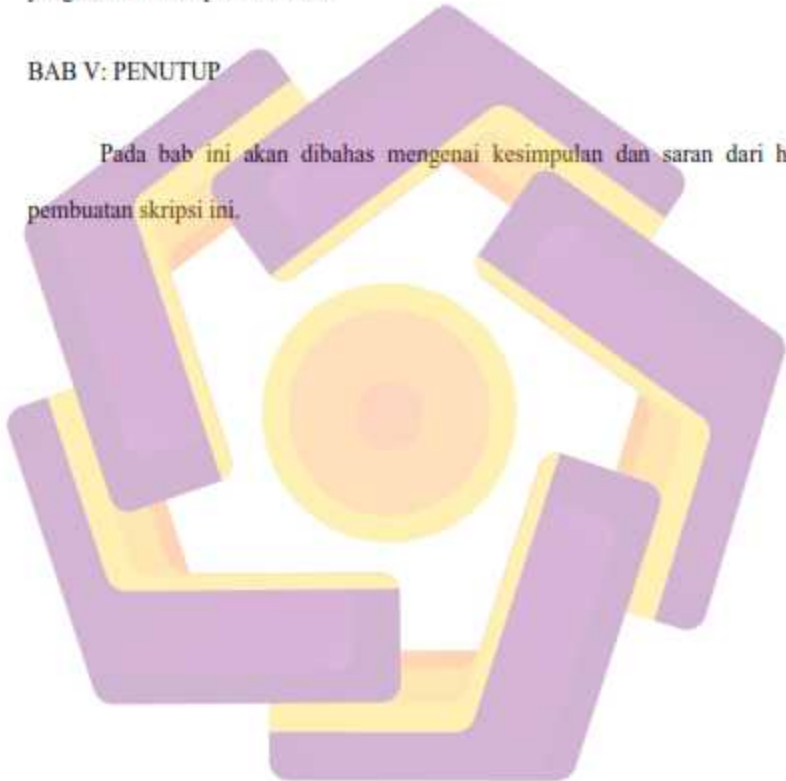 BAB V: PENUTUP
Pada bab ini akan dibahas mengenai kesimpulan dan saran dari h
pembuatan skripsi ini.